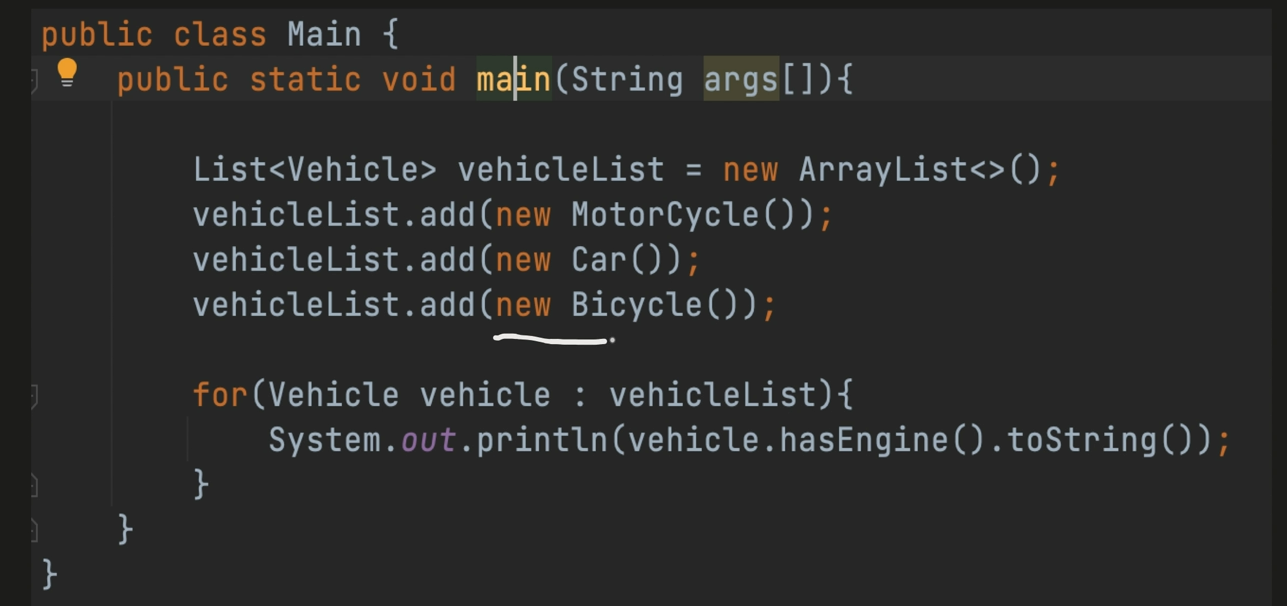 public class Main {
public static void main(String args[]){
List<Vehicle> vehicleList = new ArrayList<>();
vehicleList.add(new MotorCycle());
vehicleList.add(new Car());
vehicleList.add(new Bicycle());
for(Vehicle vehicle : vehicleList){
System.out.println(vehicle.hasEngine().toString());
}
}
}